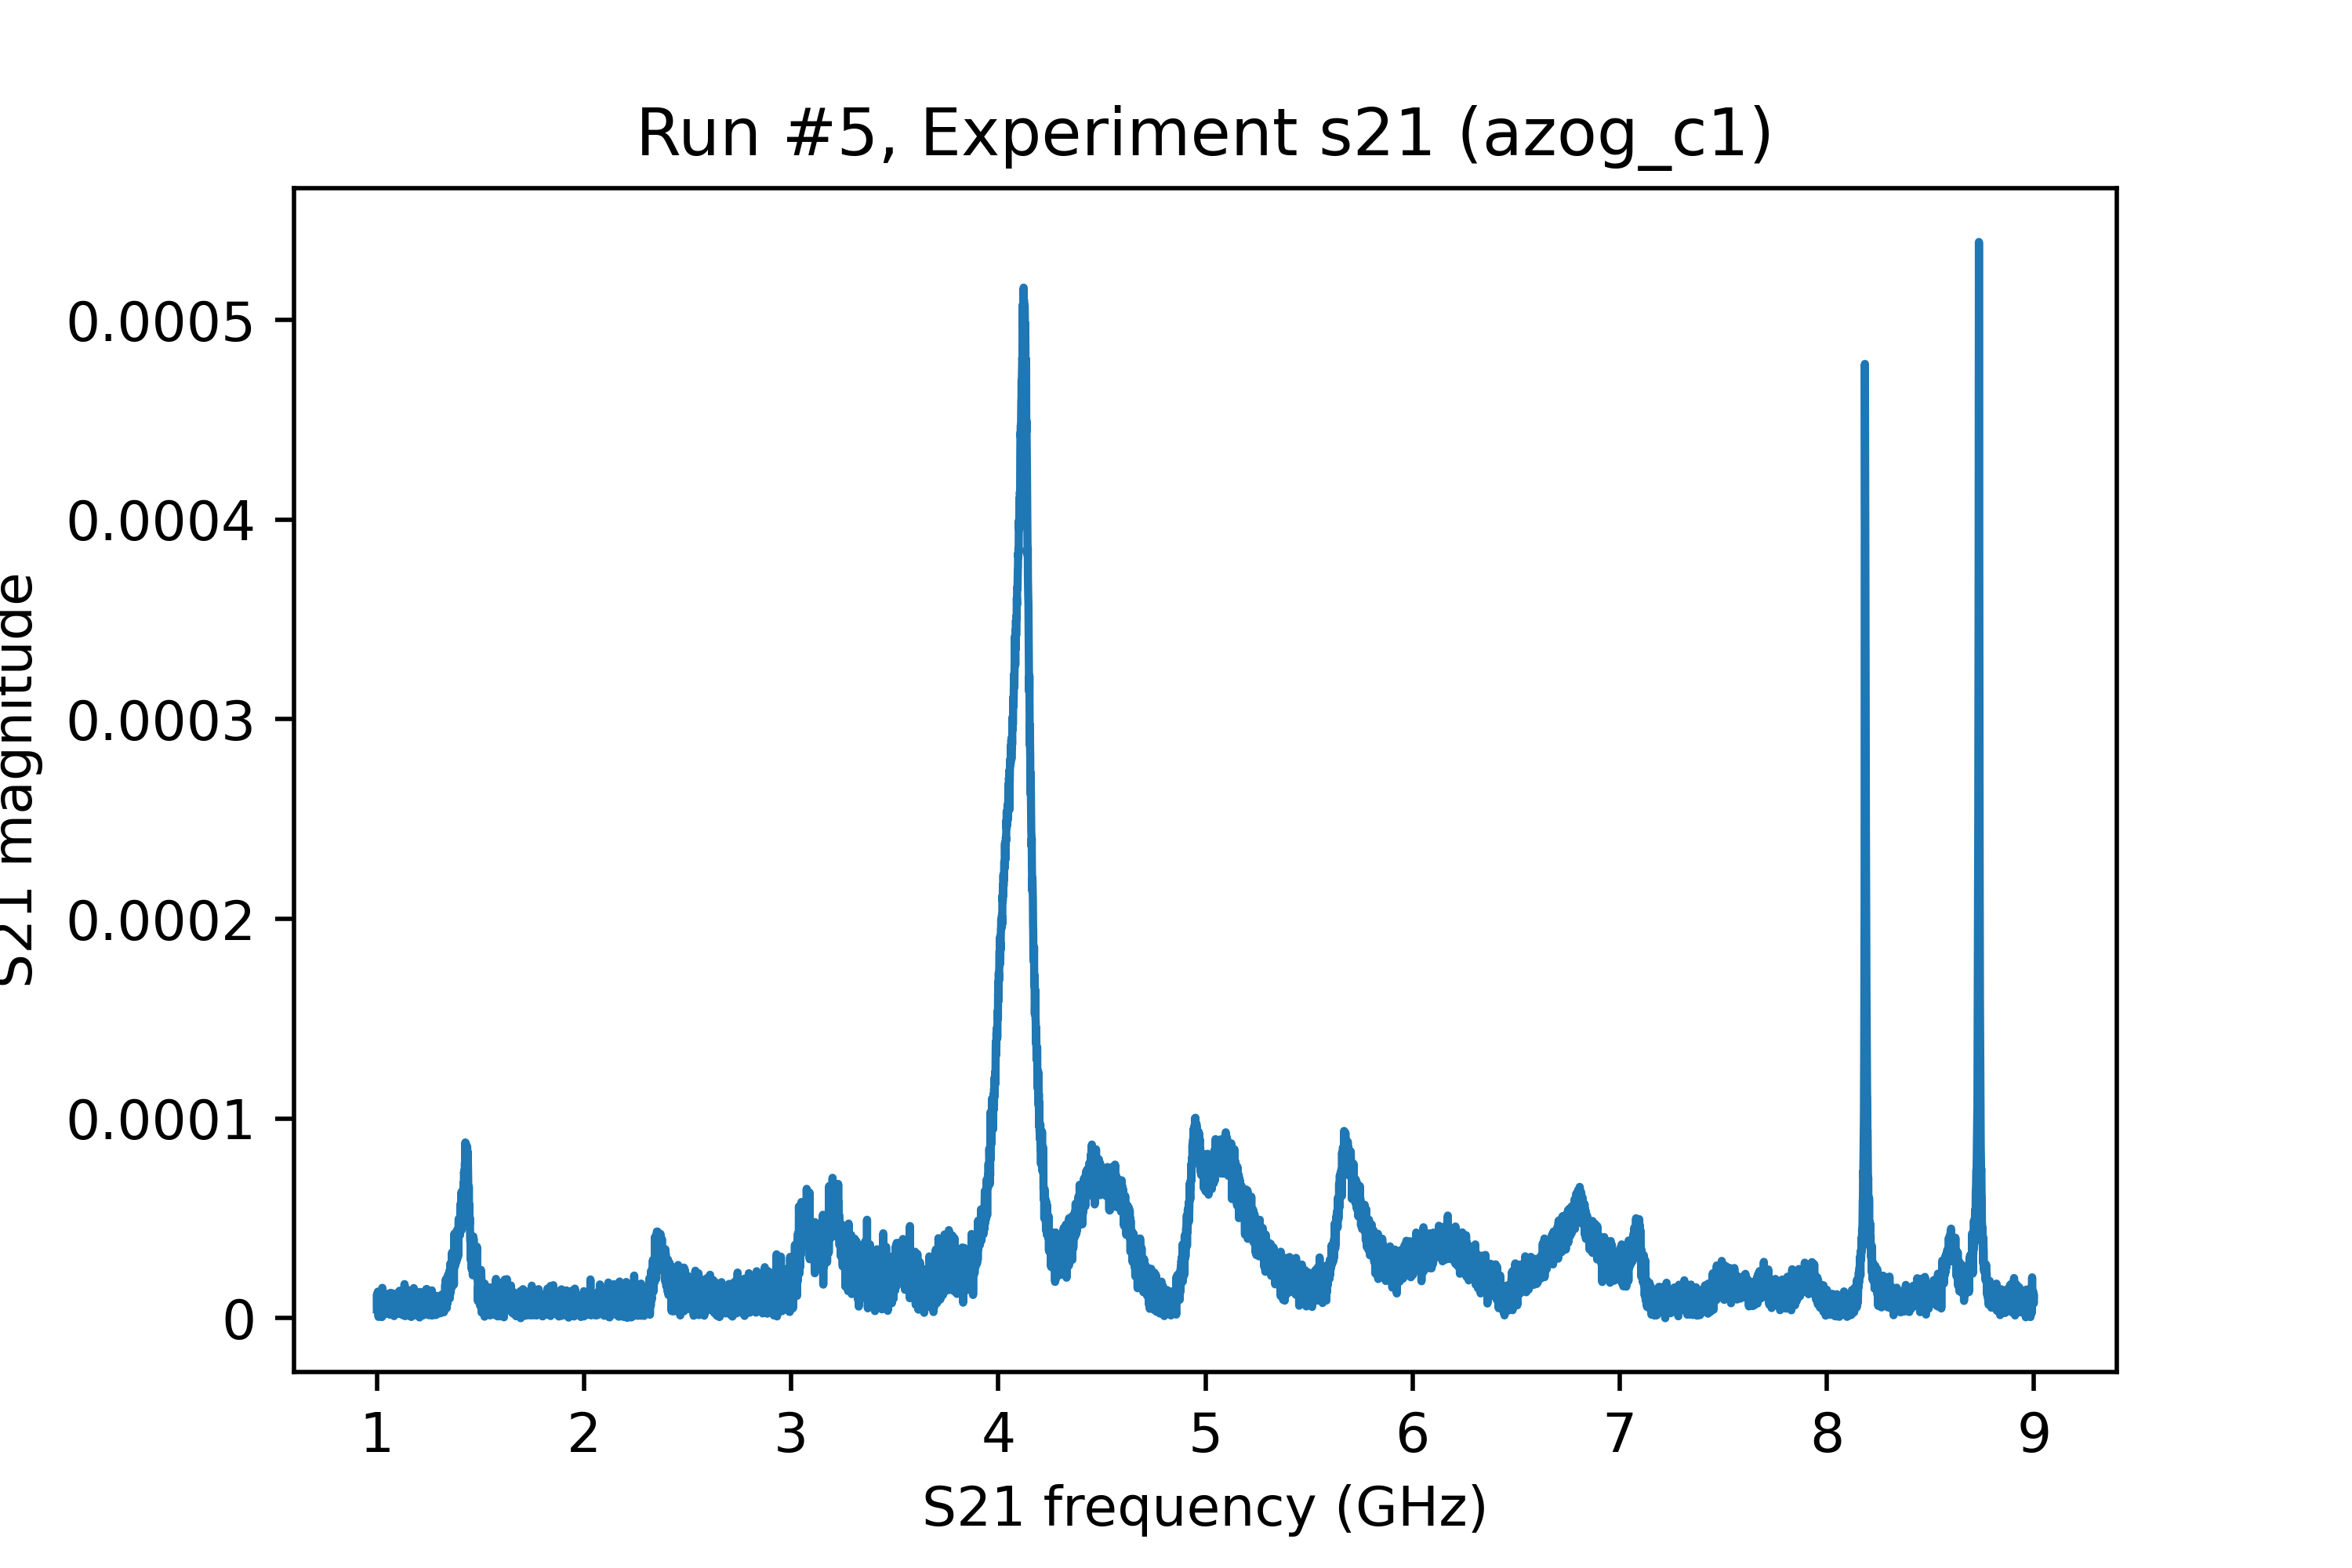 Run #5, Experiment s21 (azog_c1)
S21 magnitude
0.0005
0.0004
0.0003
0.0002
0.0001
0
1 2 3 4 5 6 7 8 9
S21 frequency (GHz)